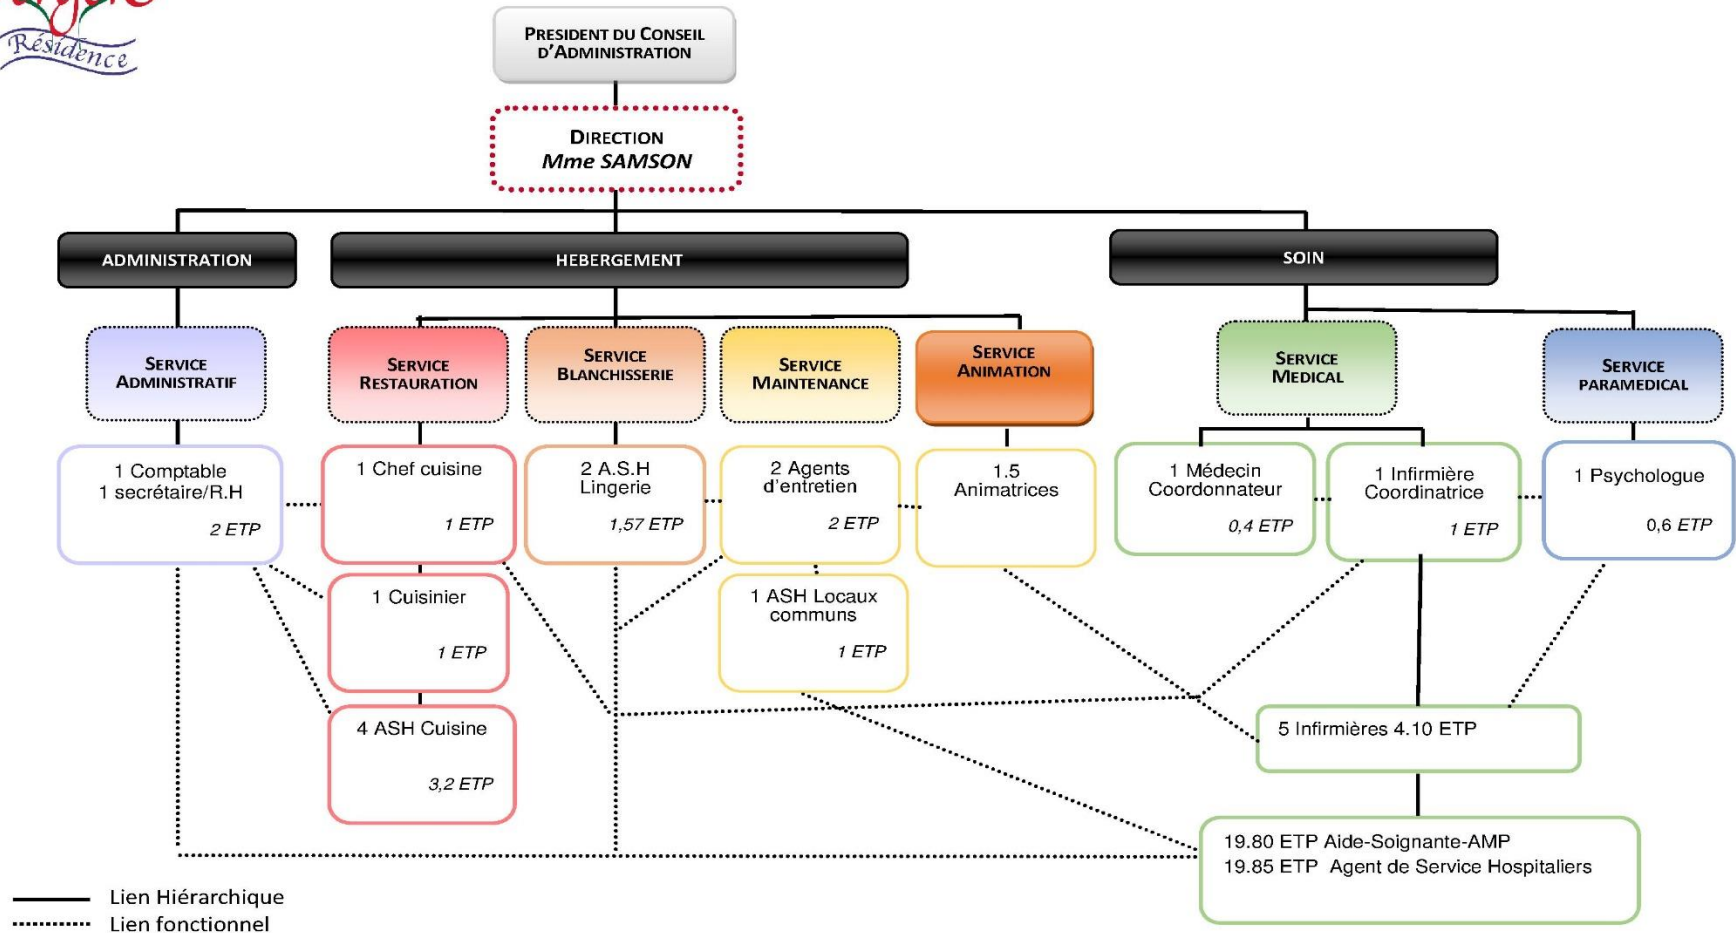 Résidence
PRESIDENT DU CONSEIL
D'ADMINISTRATION
DIRECTION
Mme SAMSON
ADMINISTRATION
HEBERGEMENT
SOIN
SERVICE
ADMINISTRATIF
SERVICE
RESTAURATION
SERVICE
BLANCHISSERIE
SERVICE
MAINTENANCE
SERVICE
ANIMATION
SERVICE
MEDICAL
SERVICE
PARAMEDICAL
1 Comptable
1 secrétaire/R.H
2 ETP
1 Chef cuisine
1 ETP
2 A.S.H
Lingerie
1,57 ETP
2 Agents
d'entretien
2 ETP
1.5
Animatrices
1 Médecin
Coordonnateur
0,4 ETP
1 Infirmière
Coordinatrice
1 ETP
1 Psychologue
0,6 ETP
1 Cuisinier
1 ETP
1 ASH Locaux
communs
1 ETP
4 ASH Cuisine
3,2 ETP
5 Infirmières 4.10 ETP
19.80 ETP Aide-Soignante-AMP
19.85 ETP Agent de Service Hospitaliers
Lien Hiérarchique
Lien fonctionnel